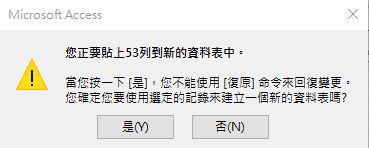 Microsoft Access
您正要貼上53列到新的資料表中。
當您按一下 [是]，您不能使用 [復原] 命令來回復變更。
您確定您要使用選定的記錄來建立一個新的資料表嗎?
是(Y)
否(N)